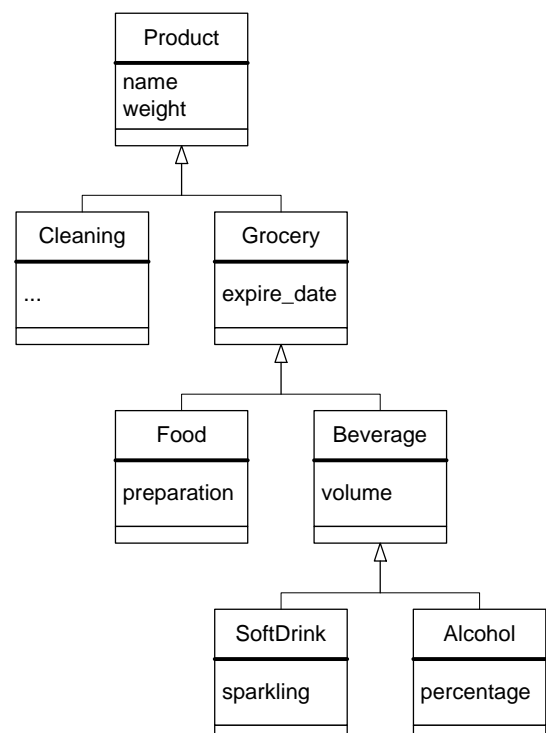 Product
name
weight
Cleaning
...
Grocery
expire_date
Food
preparation
Beverage
volume
SoftDrink
sparkling
Alcohol
percentage